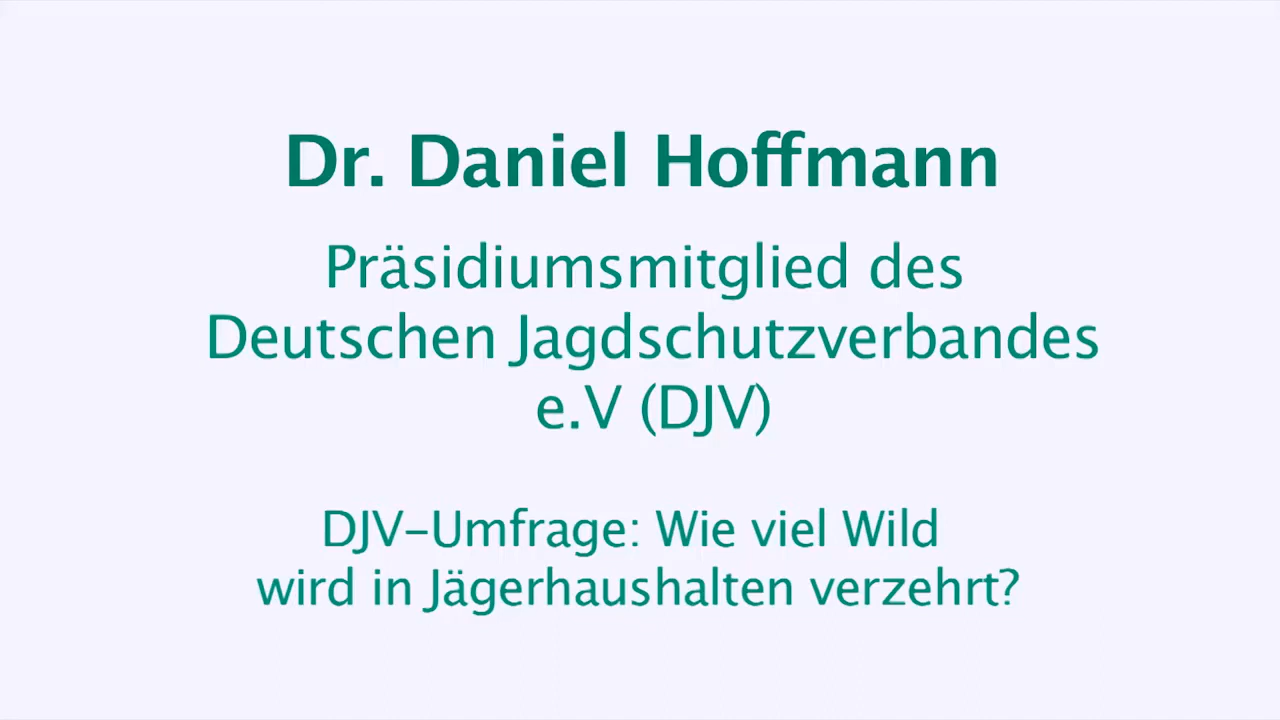 Dr. Daniel Hoffmann
Präsidiumsmitglied des
Deutschen Jagdschutzverbandes
e.V (DJV)
DJV-Umfrage: Wie viel Wild
wird in Jägerhaushalten verzehrt?